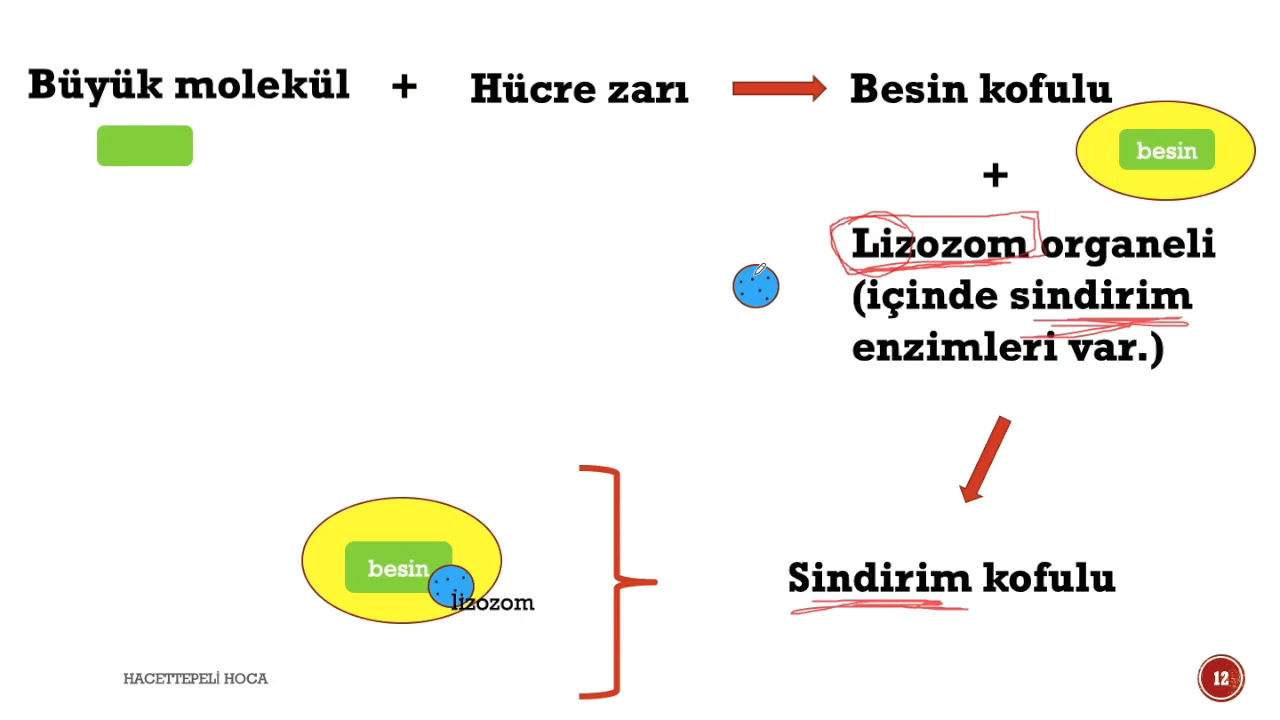 Büyük molekül + Hücre zarı Besin kofulu
besin
+
Lizozom organeli
(içinde sindirim
enzimleri var.)
besin
lizozom
Sindirim kofulu
HACETTEPELİ HOCA
12